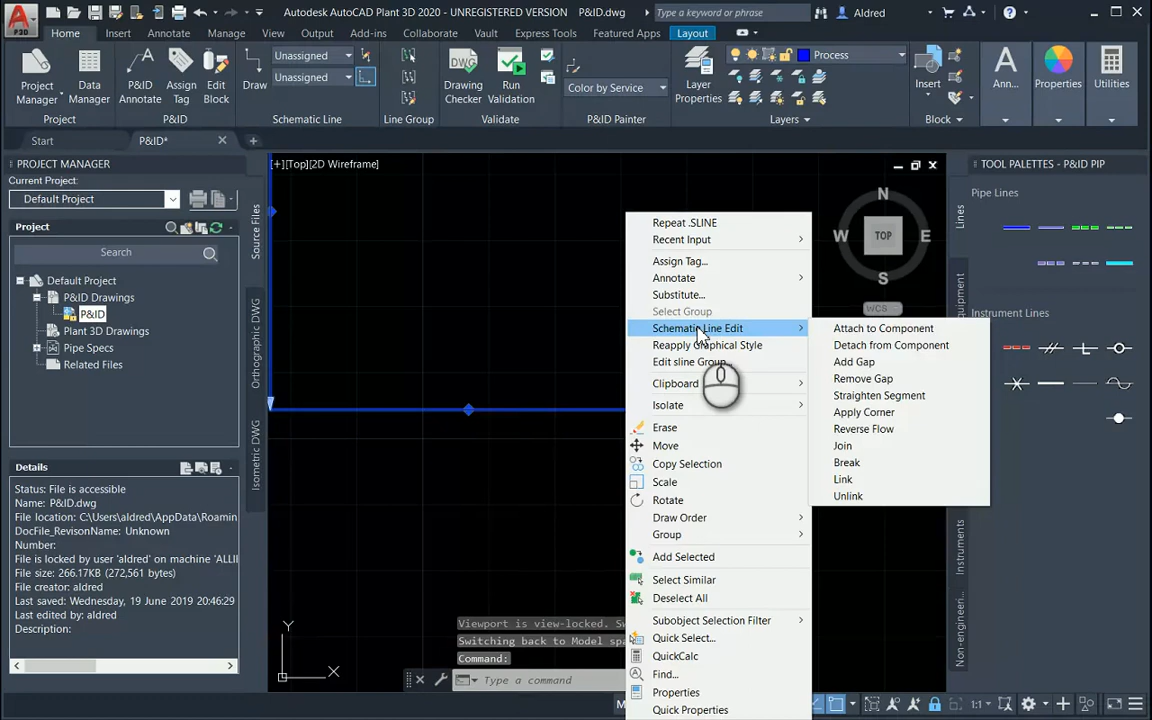 Autodesk AutoCAD Plant 3D 2020 - UNREGISTERED VERSION P&ID.dwg
Type a keyword or phrase
Aldred
P3D
Home Insert Annotate Manage View Output Add-ins Collaborate Vault Express Tools Featured Apps Layout
Project Manager
Data Manager
Project
P&ID Annotate
Assign Tag
Edit Block
P&ID
Draw
Unassigned
Unassigned
Schematic Line
Line Group
Drawing Checker
Run Validation
Validate
Color by Service
P&ID Painter
Layer Properties
Process
Layers
Insert
Block
Ann...
Properties
Utilities
Start
P&ID*
PROJECT MANAGER
Current Project:
Default Project
Project
Search
Default Project
P&ID Drawings
P&ID
Plant 3D Drawings
Pipe Specs
Related Files
Source Files
Orthographic DWG
Isometric DWG
Details
Status: File is accessible
Name: P&ID.dwg
File location: C:\Users\aldred\AppData\Roamin
DocFile_RevisonName: Unknown
Number:
File is locked by user 'aldred' on machine 'ALLI
File size: 266.17KB (272,561 bytes)
File creator: aldred
Last saved: Wednesday, 19 June 2019 20:46:29
Last edited by: aldred
Description:
[+][Top][2D Wireframe]
N
W TOP E
S
WCS
Repeat .SLINE
Recent Input
Assign Tag...
Annotate
Substitute...
Select Group
Schematic Line Edit
Reapply Graphical Style
Edit sline Group...
Clipboard
Isolate
Erase
Move
Copy Selection
Scale
Rotate
Draw Order
Group
Add Selected
Select Similar
Deselect All
Subobject Selection Filter
Quick Select...
QuickCalc
Find...
Properties
Quick Properties
Attach to Component
Detach from Component
Add Gap
Remove Gap
Straighten Segment
Apply Corner
Reverse Flow
Join
Break
Link
Unlink
Viewport is view-locked. Sw
Switching back to Model spa
Command:
Type a command
Y
X
M
1:1
TOOL PALETTES - P&ID PIP
Pipe Lines
Instrument Lines
Lines
Instruments
Non-engineeri...